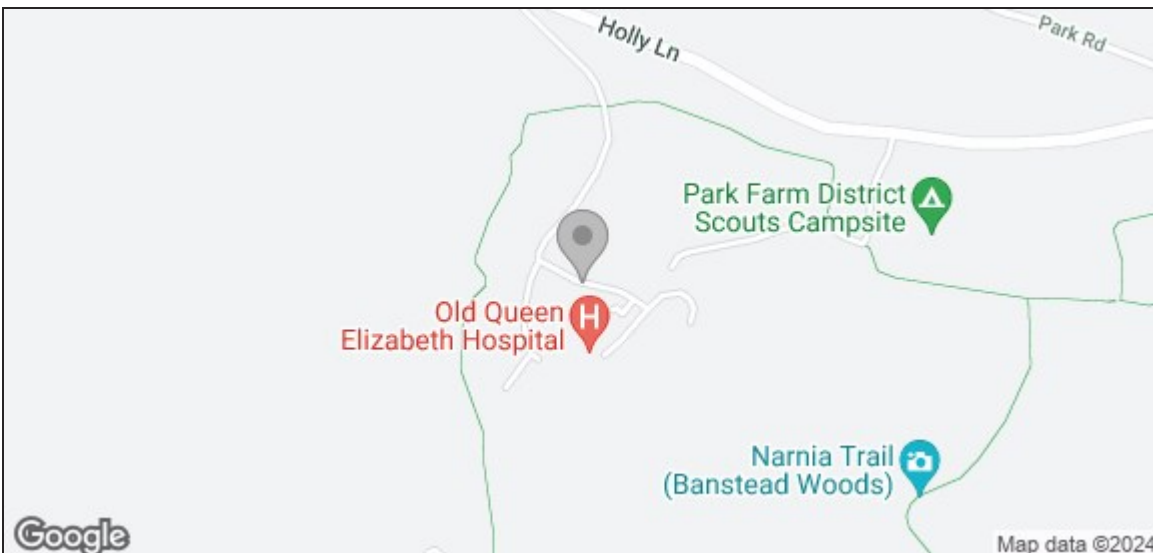 Holly Ln
Park Rd
Park Farm District
Scouts Campsite
Old Queen
Elizabeth Hospital
H
Narnia Trail
(Banstead Woods)
Google
Map data ©2024